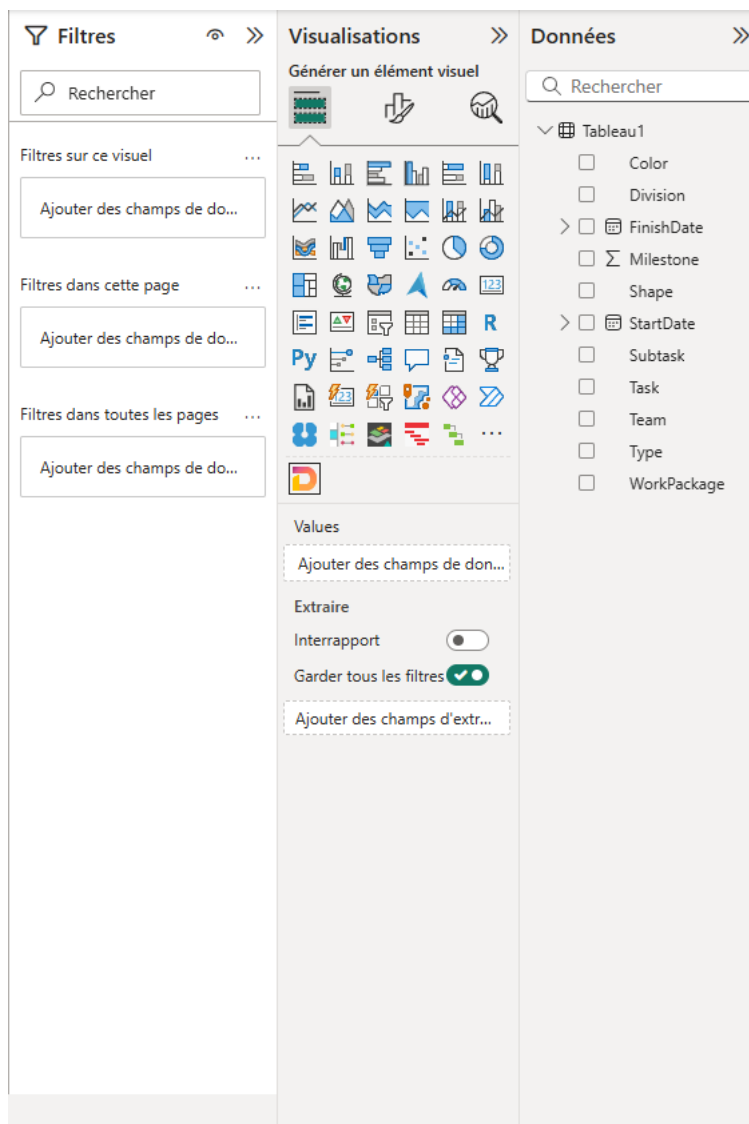 Filtres
Rechercher
Filtres sur ce visuel
...
Ajouter des champs de do...
Filtres dans cette page
...
Ajouter des champs de do...
Filtres dans toutes les pages
...
Ajouter des champs de do...
Visualisations
Générer un élément visuel
123
R
Py
123
...
Values
Ajouter des champs de don...
Extraire
Interrapport
Garder tous les filtres
Ajouter des champs d'extr...
Données
Rechercher
Tableau1
Color
Division
FinishDate
Σ Milestone
Shape
StartDate
Subtask
Task
Team
Type
WorkPackage